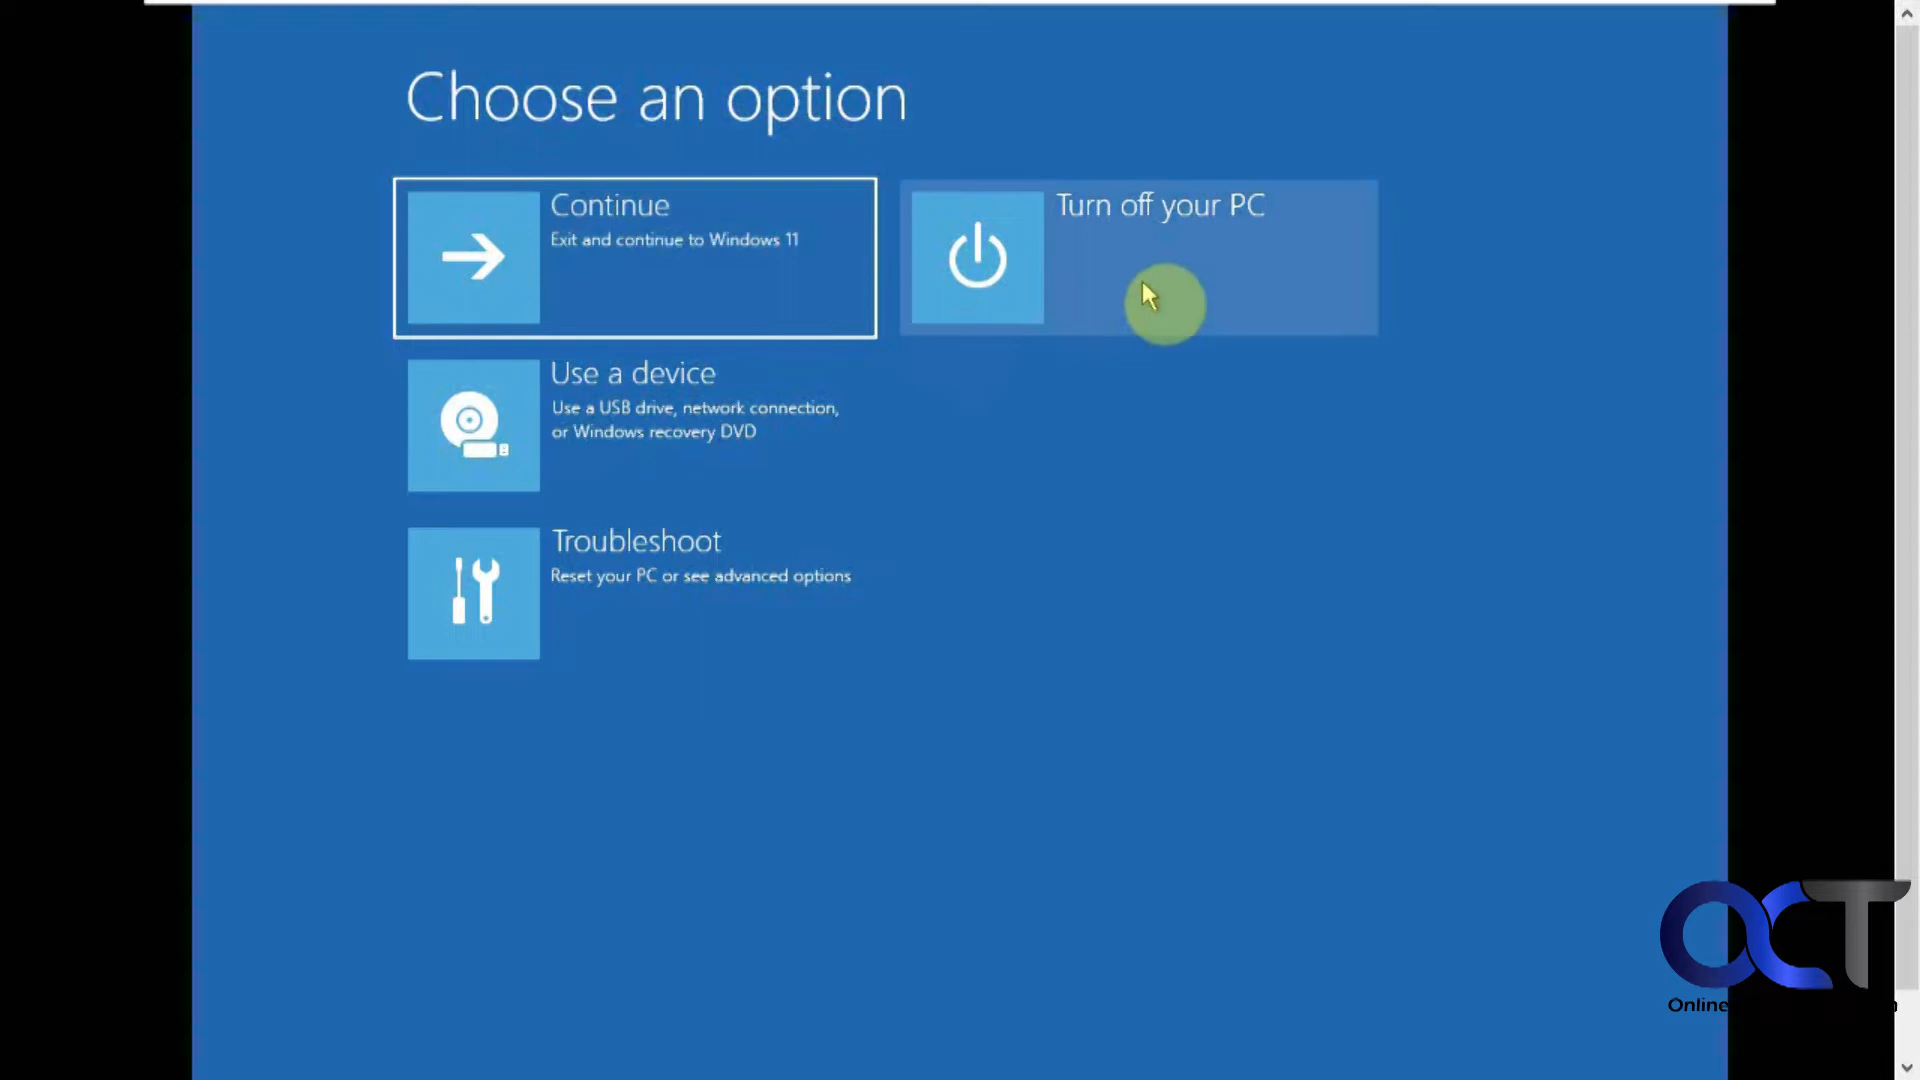 Choose an option
Continue
Exit and continue to Windows 11
Turn off your PC
Use a device
Use a USB drive, network connection,
or Windows recovery DVD
Troubleshoot
Reset your PC or see advanced options
OCT
Online